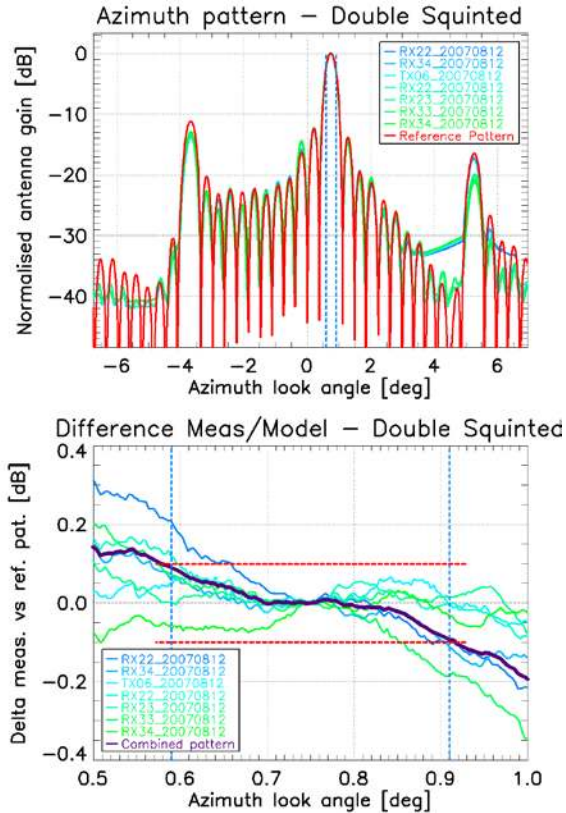 Azimuth pattern – Double Squinted
Normalised antenna gain [dB]
0
−10
−20
−30
−40
RX22_20070812
RX34_20070812
TX06_20070812
RX22_20070812
RX23_20070812
RX33_20070812
RX34_20070812
Reference Pattern
−6 −4 −2 0 2 4 6
Azimuth look angle [deg]
Difference Meas/Model – Double Squinted
Delta meas. vs ref. pat. [dB]
0.4
0.2
0.0
−0.2
−0.4
RX22_20070812
RX34_20070812
TX06_20070812
RX22_20070812
RX23_20070812
RX33_20070812
RX34_20070812
Combined pattern
0.5 0.6 0.7 0.8 0.9 1.0
Azimuth look angle [deg]